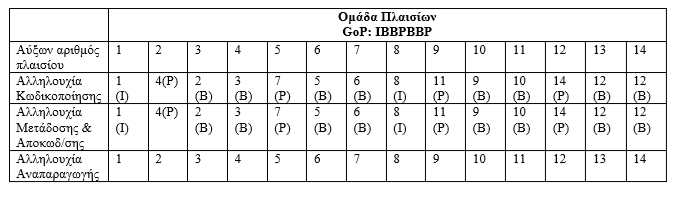 Ομάδα Πλαισίων
GoP: IBBPBBP
Αύξων αριθμός πλαισίου 1 2 3 4 5 6 7 8 9 10 11 12 13 14
Αλληλουχία Κωδικοποίησης 1 (I) 4(P) 2 (B) 3 (B) 7 (P) 5 (B) 6 (B) 8 (I) 11 (P) 9 (B) 10 (B) 14 (P) 12 (B) 12 (B)
Αλληλουχία Μετάδοσης & Αποκωδ/σης 1 (I) 4(P) 2 (B) 3 (B) 7 (P) 5 (B) 6 (B) 8 (I) 11 (P) 9 (B) 10 (B) 14 (P) 12 (B) 12 (B)
Αλληλουχία Αναπαραγωγής 1 2 3 4 5 6 7 8 9 10 11 12 13 14